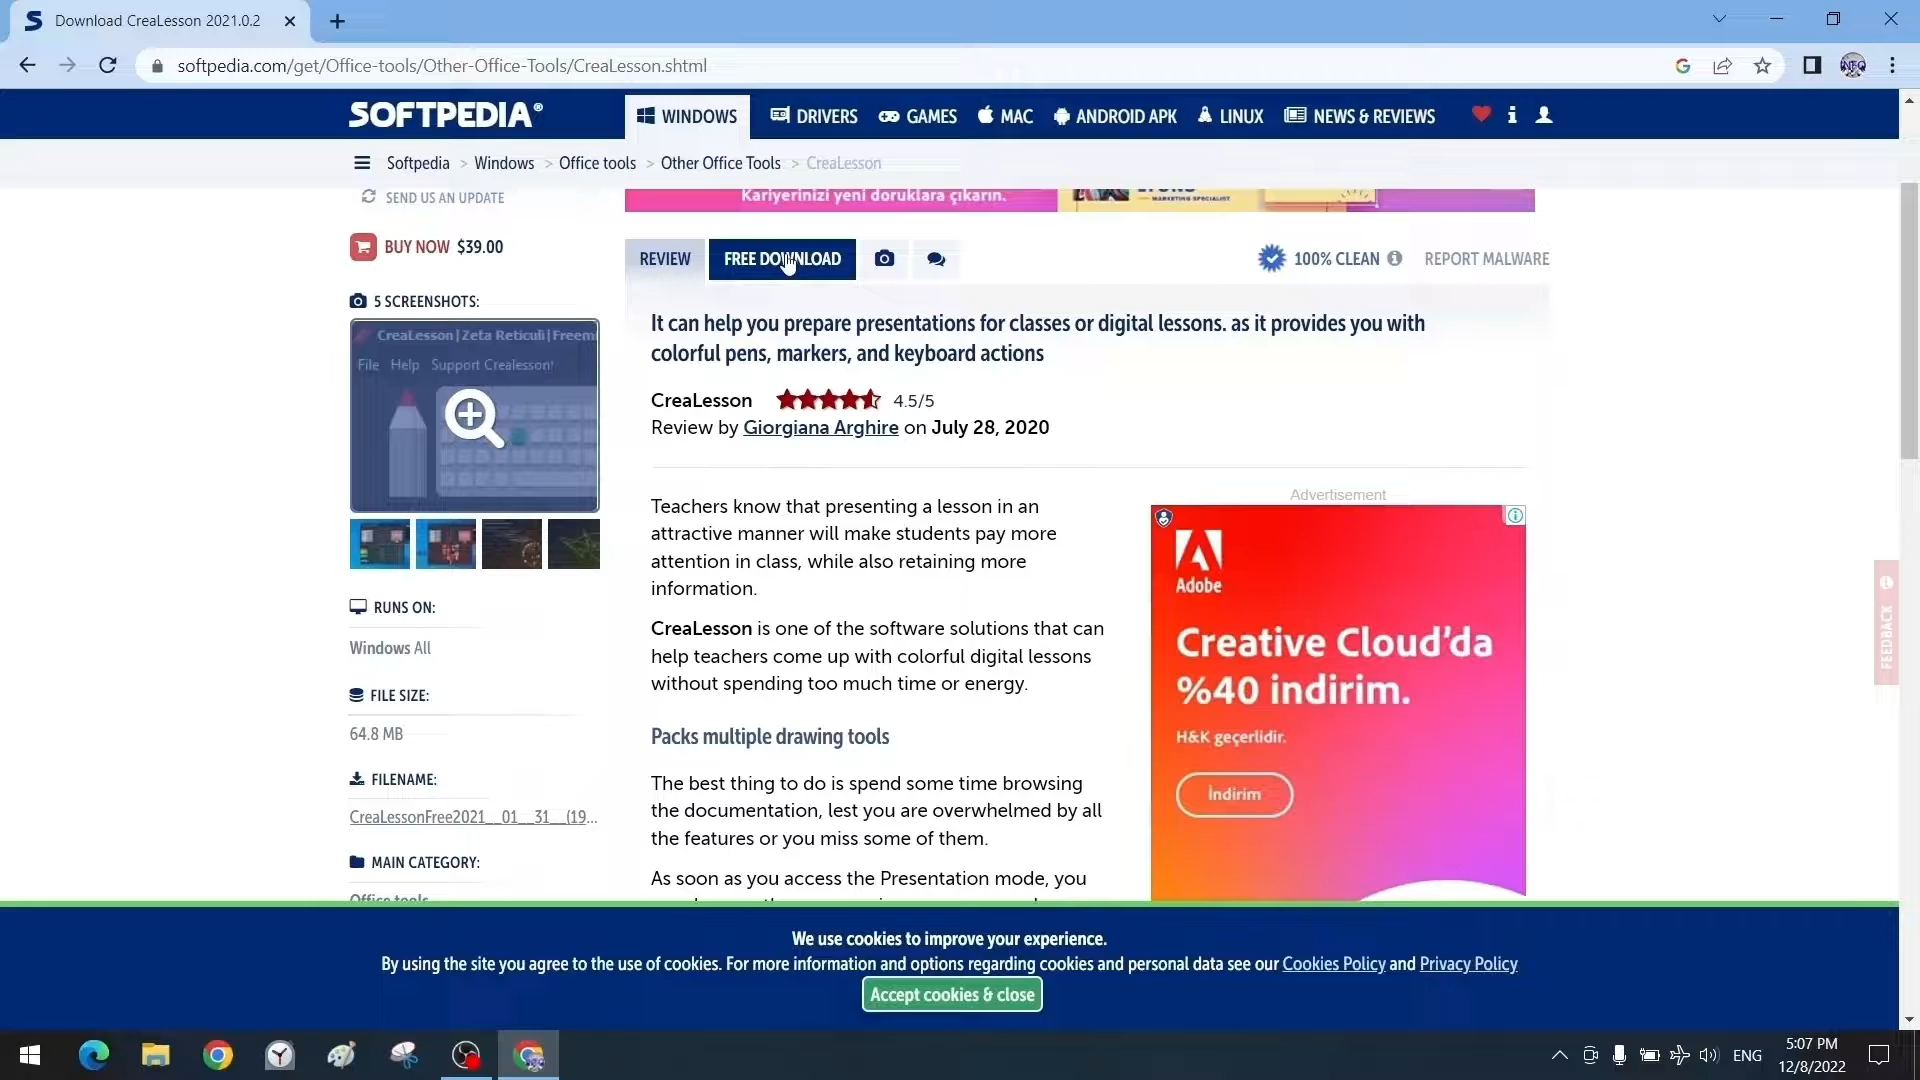 Download CreaLesson 2021.0.2
softpedia.com/get/Office-tools/Other-Office-Tools/CreaLesson.shtml
SOFTPEDIA®
WINDOWS DRIVERS GAMES MAC ANDROID APK LINUX NEWS & REVIEWS
Softpedia > Windows > Office tools > Other Office Tools > CreaLesson
SEND US AN UPDATE
Kariyerinizi yeni doruklara çıkarın.
MARKETING SPECIALIST
BUY NOW $39.00
REVIEW FREE DOWNLOAD
100% CLEAN REPORT MALWARE
5 SCREENSHOTS:
CreaLesson | Zeta Reticuli | Freem
File Help Support Crealesson!
It can help you prepare presentations for classes or digital lessons. as it provides you with
colorful pens, markers, and keyboard actions
CreaLesson 4.5/5
Review by Giorgiana Arghire on July 28, 2020
RUNS ON:
Windows All
FILE SIZE:
64.8 MB
FILENAME:
CreaLessonFree2021__01__31__(19...
MAIN CATEGORY:
Office tools
Teachers know that presenting a lesson in an
attractive manner will make students pay more
attention in class, while also retaining more
information.
CreaLesson is one of the software solutions that can
help teachers come up with colorful digital lessons
without spending too much time or energy.
Packs multiple drawing tools
The best thing to do is spend some time browsing
the documentation, lest you are overwhelmed by all
the features or you miss some of them.
As soon as you access the Presentation mode, you
Advertisement
Adobe
Creative Cloud'da
%40 indirim.
H&K geçerlidir.
İndirim
FEEDBACK
We use cookies to improve your experience.
By using the site you agree to the use of cookies. For more information and options regarding cookies and personal data see our Cookies Policy and Privacy Policy
Accept cookies & close
ENG
5:07 PM
12/8/2022